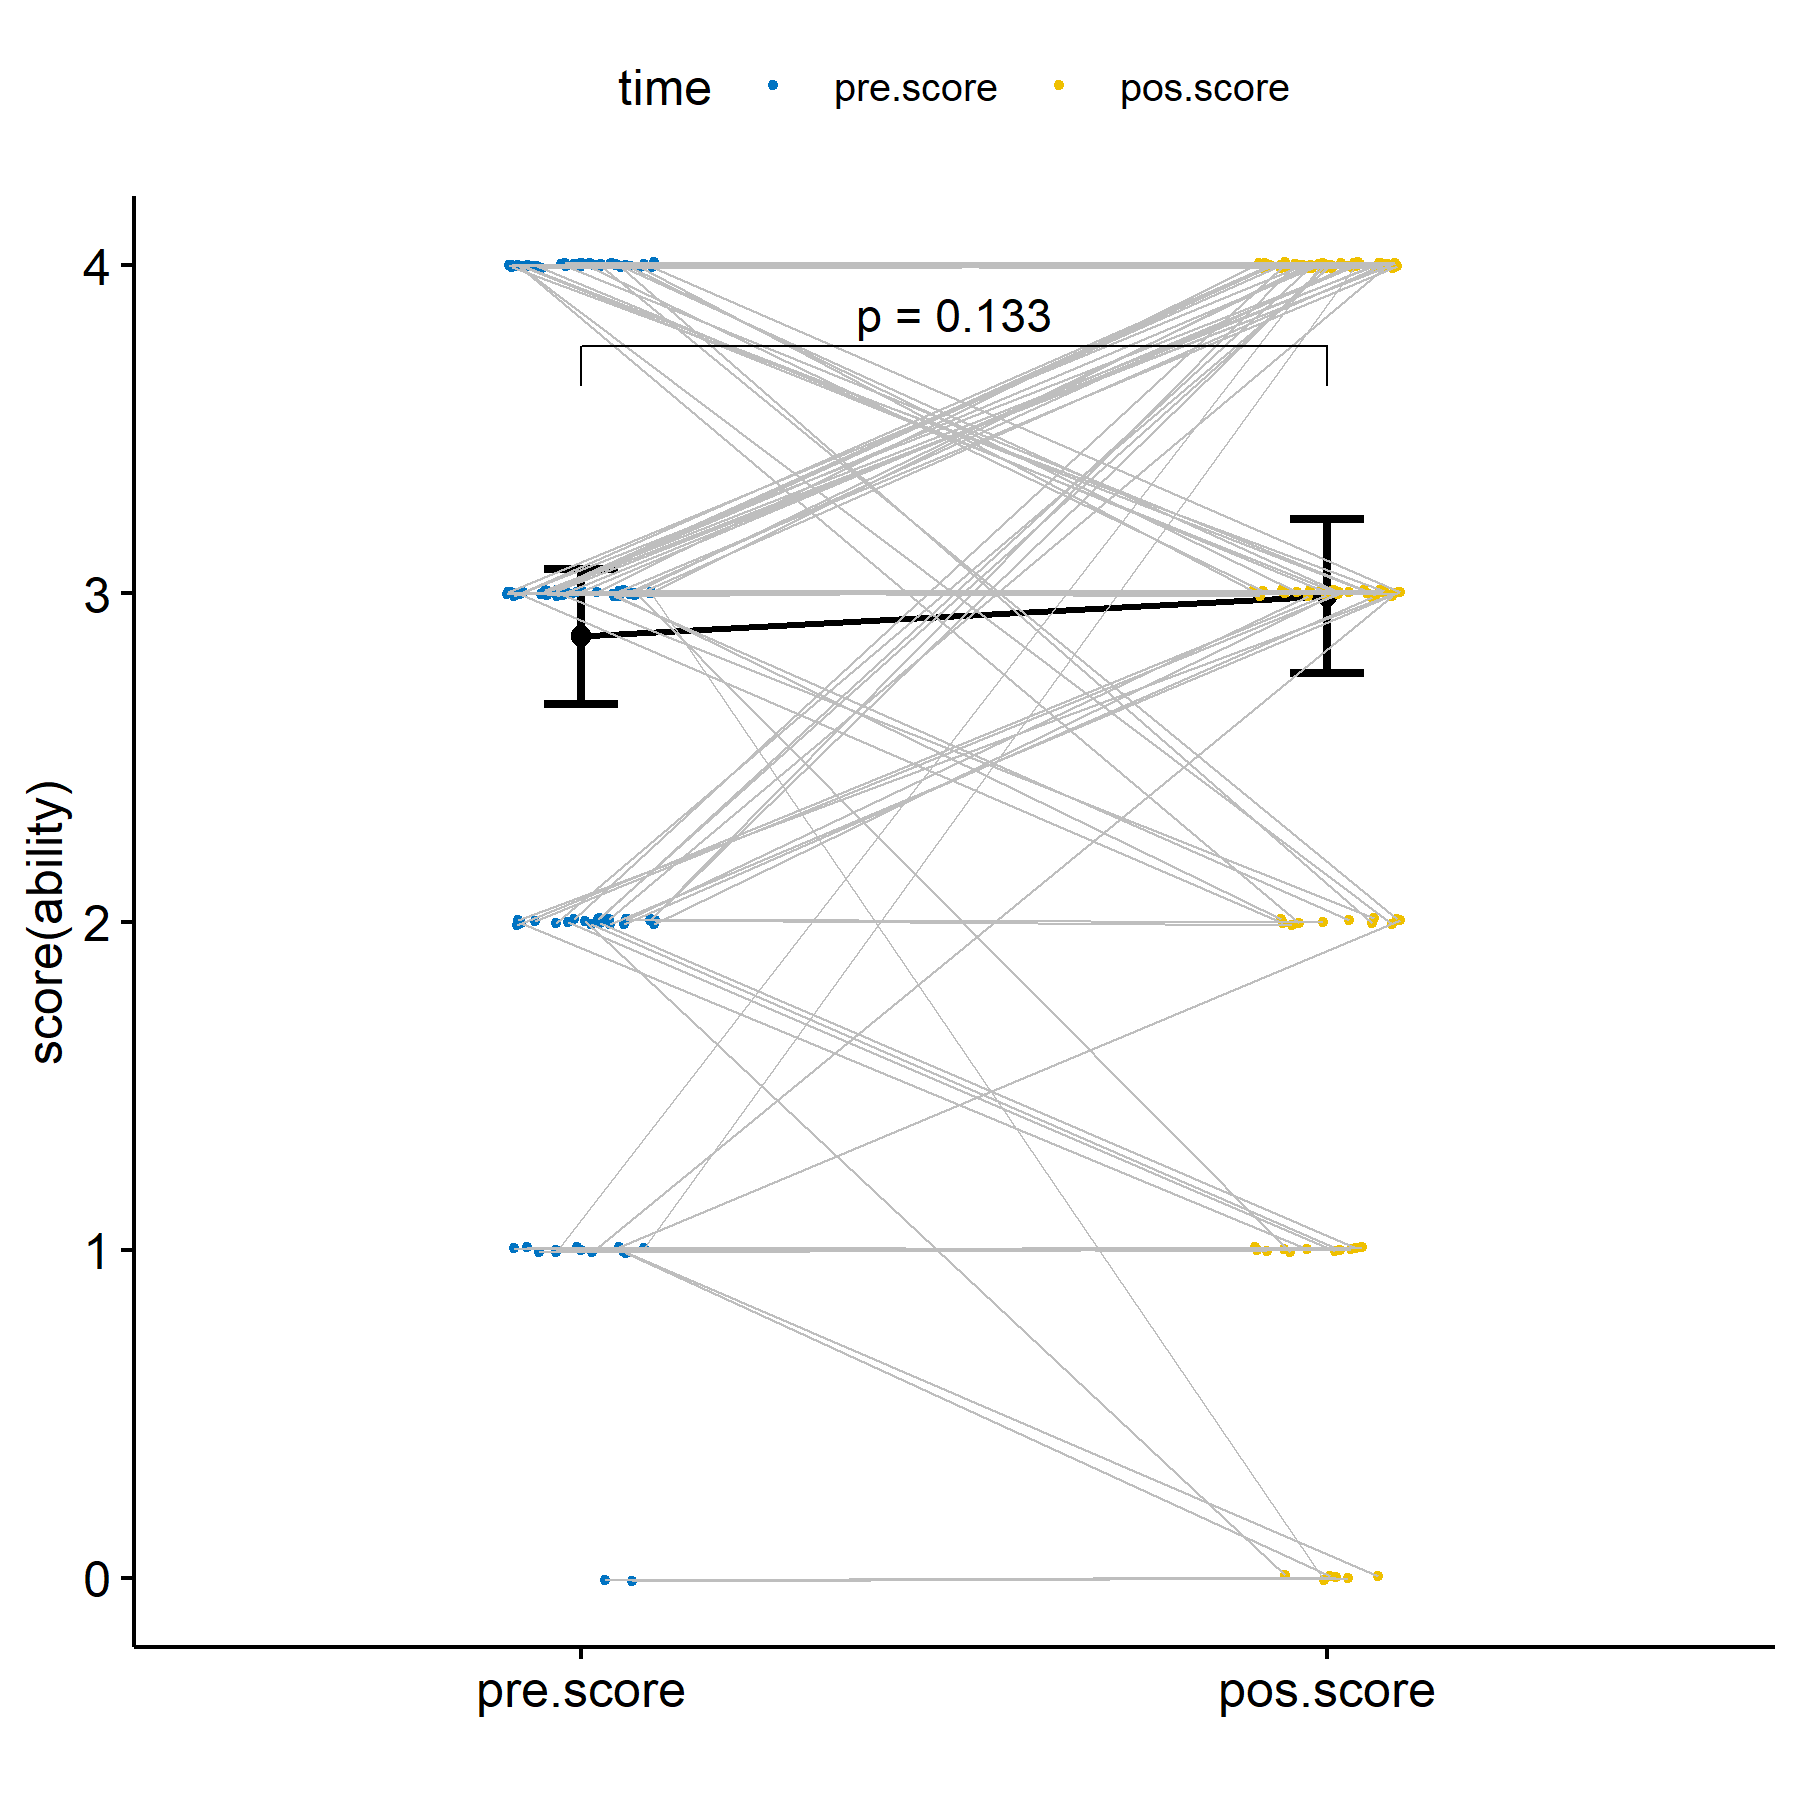 time pre.score pos.score
4
p = 0.133
3
score(ability)
2
1
0
pre.score pos.score